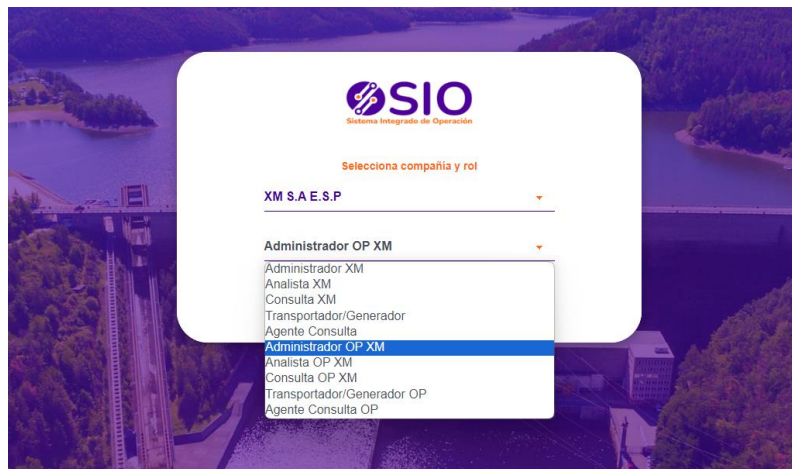 SIO
Sistema Integrado de Operación
Selecciona compañia y rol
XM S.A E.S.P
Administrador OP XM
Administrador XM
Analista XM
Consulta XM
Transportador/Generador
Agente Consulta
Administrador OP XM
Analista OP XM
Consulta OP XM
Transportador/Generador OP
Agente Consulta OP